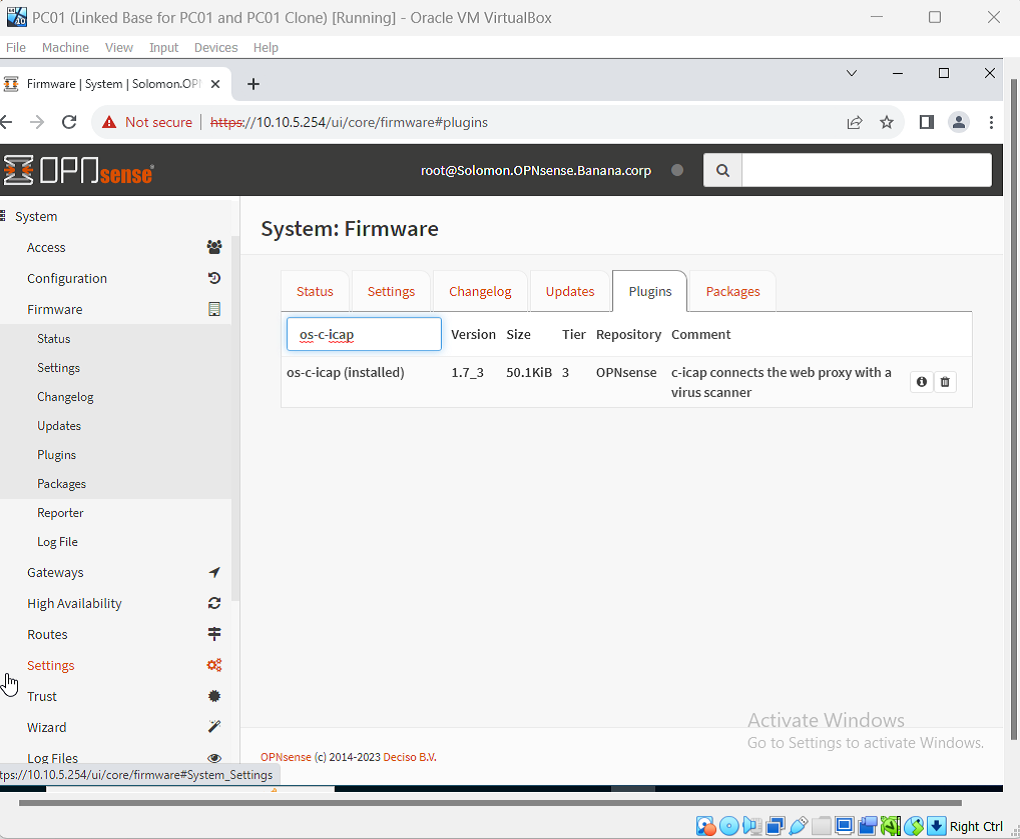 PC01 (Linked Base for PC01 and PC01 Clone) [Running] - Oracle VM VirtualBox
File Machine View Input Devices Help
Firmware | System | Solomon.OPN
Not secure | https://10.10.5.254/ui/core/firmware#plugins
OPNsense root@Solomon.OPNsense.Banana.corp
System
Access
Configuration
Firmware
Status
Settings
Changelog
Updates
Plugins
Packages
Reporter
Log File
Gateways
High Availability
Routes
Settings
Trust
Wizard
Log Files
tps://10.10.5.254/ui/core/firmware#System_Settings
System: Firmware
Status Settings Changelog Updates Plugins Packages
os-c-icap Version Size Tier Repository Comment
os-c-icap (installed) 1.7_3 50.1KiB 3 OPNsense c-icap connects the web proxy with a
virus scanner
Activate Windows
Go to Settings to activate Windows.
OPNsense (c) 2014-2023 Deciso B.V.
Right Ctrl